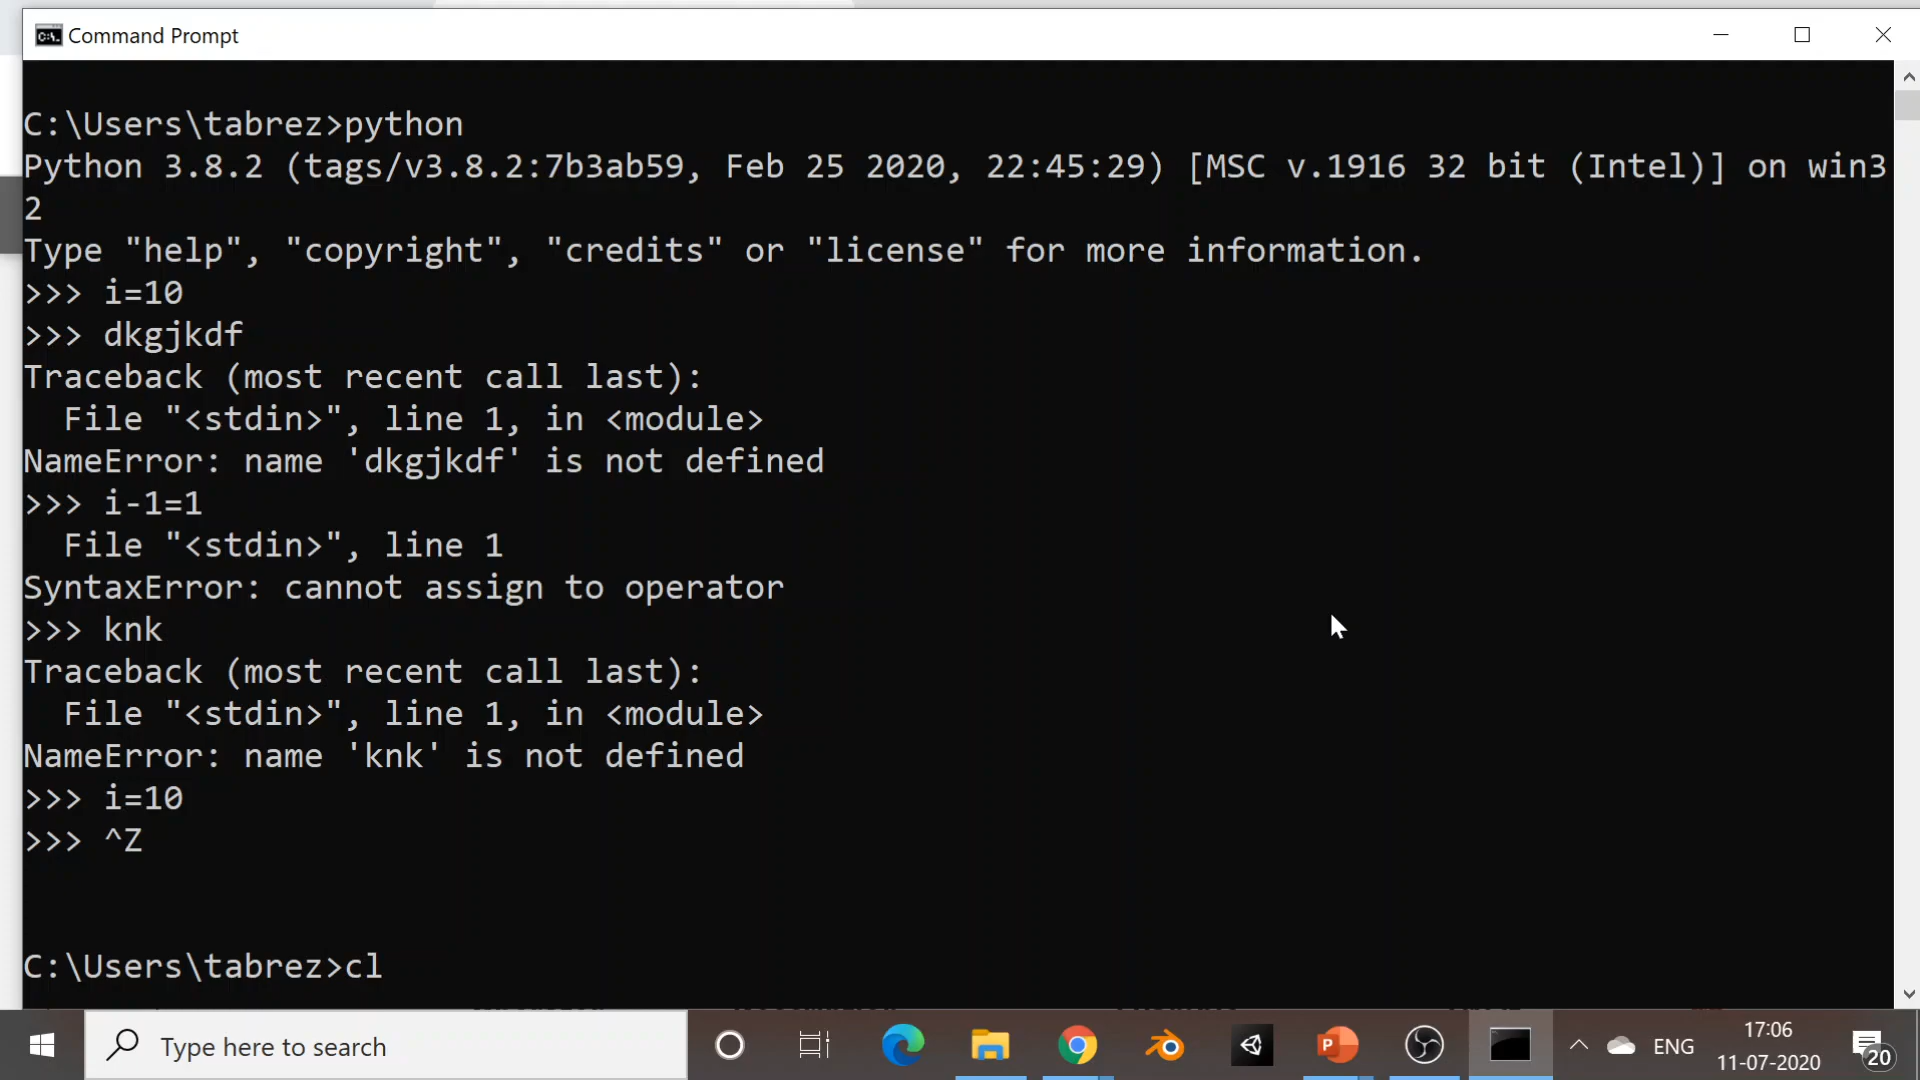 Command Prompt
C:\Users\tabrez>python
Python 3.8.2 (tags/v3.8.2:7b3ab59, Feb 25 2020, 22:45:29) [MSC v.1916 32 bit (Intel)] on win3
2
Type "help", "copyright", "credits" or "license" for more information.
>>> i=10
>>> dkgjkdf
Traceback (most recent call last):
  File "<stdin>", line 1, in <module>
NameError: name 'dkgjkdf' is not defined
>>> i-1=1
  File "<stdin>", line 1
SyntaxError: cannot assign to operator
>>> knk
Traceback (most recent call last):
  File "<stdin>", line 1, in <module>
NameError: name 'knk' is not defined
>>> i=10
>>> ^Z
C:\Users\tabrez>cl
Type here to search
ENG
17:06
11-07-2020
20